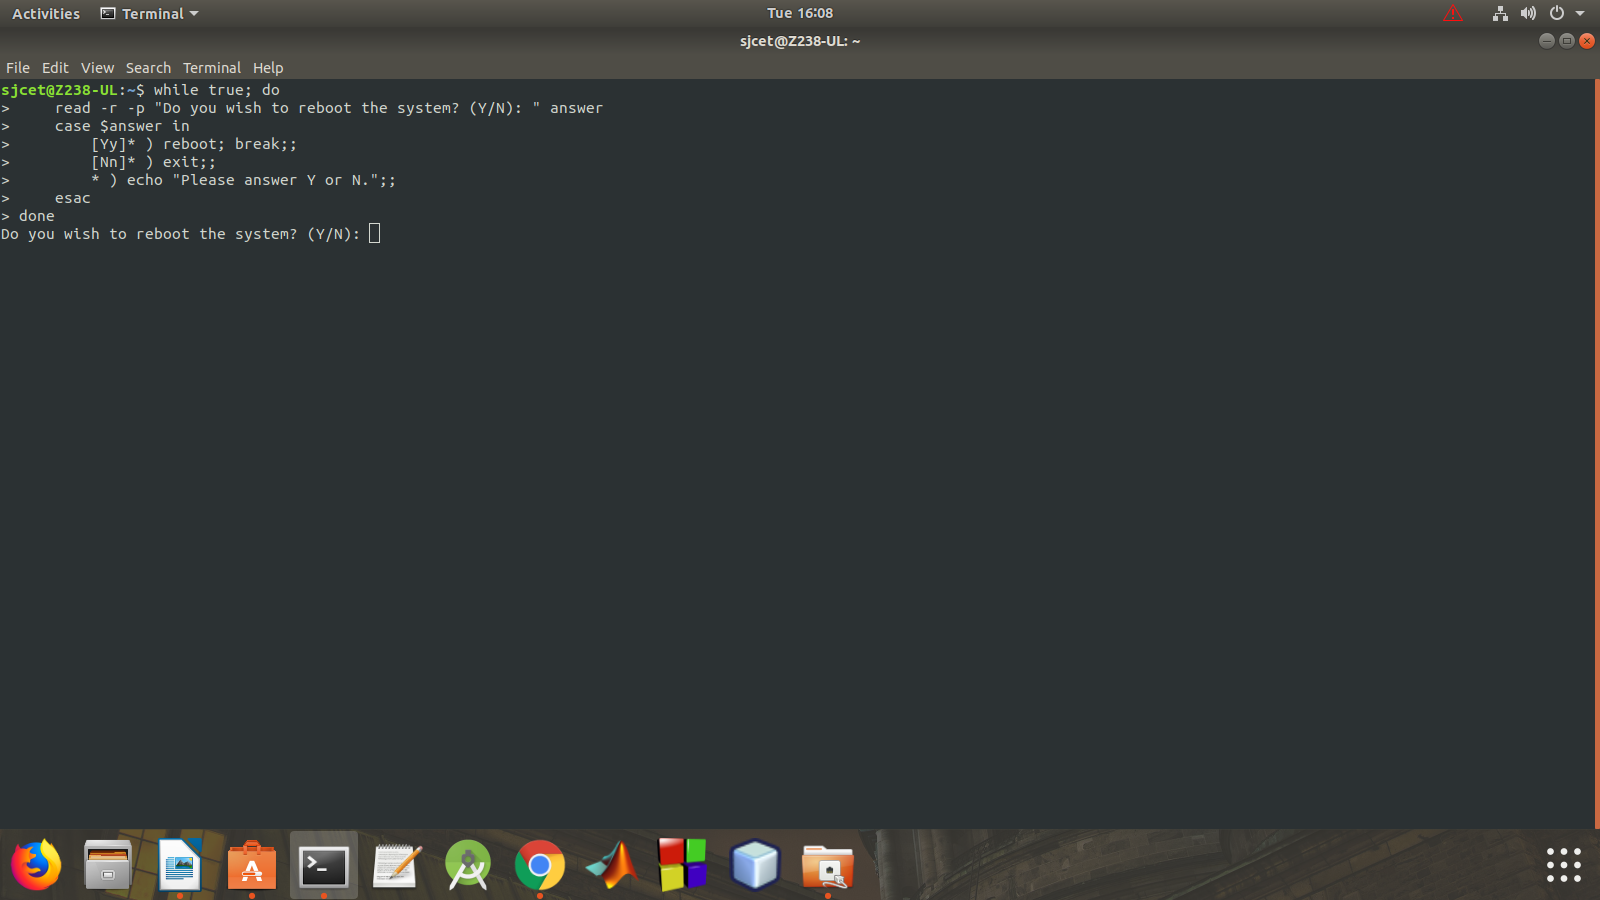 Activities Terminal Tue 16:08
sjcet@Z238-UL: ~
File Edit View Search Terminal Help
sjcet@Z238-UL:~$ while true; do
>     read -r -p "Do you wish to reboot the system? (Y/N): " answer
>     case $answer in
>         [Yy]* ) reboot; break;;
>         [Nn]* ) exit;;
>         * ) echo "Please answer Y or N.";;
>     esac
> done
Do you wish to reboot the system? (Y/N):